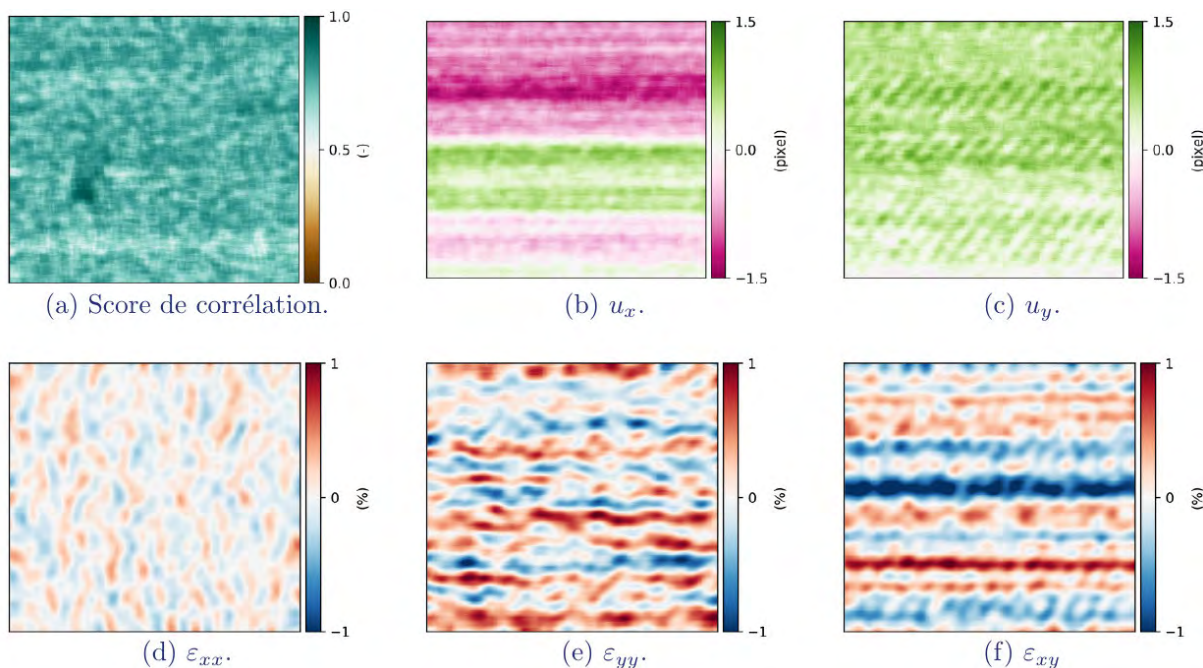 1.0
0.5
0.0
(-)
(a) Score de corrélation.
1.5
0.0
−1.5
(pixel)
(b) u_x.
1.5
0.0
−1.5
(pixel)
(c) u_y.
1
0
−1
(%)
(d) ε_xx.
1
0
−1
(%)
(e) ε_yy.
1
0
−1
(%)
(f) ε_xy.